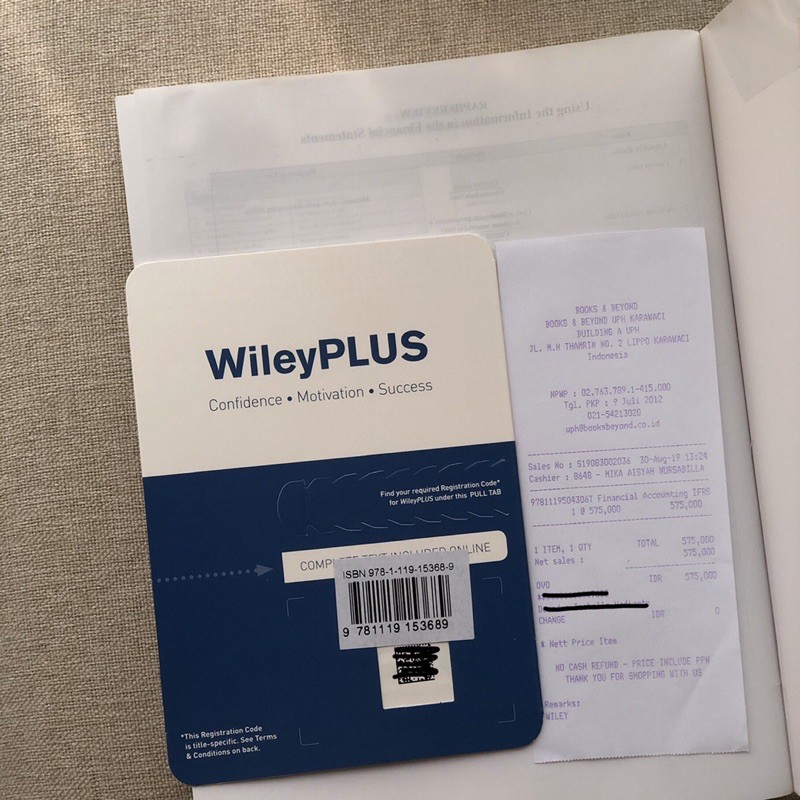 RAPID REVIEW
Using the Information in the Financial Statements
WileyPLUS
Confidence • Motivation • Success
Find your required Registration Code*
for WileyPLUS under this PULL TAB
COMPLETE TEXT INCLUDED ONLINE
ISBN 978-1-119-15368-9
9 781119 153689
*This Registration Code
is title-specific. See Terms
& Conditions on back.
BOOKS & BEYOND
BOOKS & BEYOND UPH KARAWACI
BUILDING A UPH
JL. M.H THAMRIN NO. 2 LIPPO KARAWACI
Indonesia
NPWP : 02.763.789.1-415.000
Tgl. PKP : 9 Juli 2012
021-54213020
uph@booksbeyond.co.id
Sales No : S19083002036 30-Aug-19 13:24
Cashier : B648 - MIKA AISYAH NURSABILLA
9781119504306T Financial Accounting IFRS
1 @ 575,000 575,000
1 ITEM, 1 QTY TOTAL 575,000
Net sales : 575,000
OVO IDR 575,000
CHANGE IDR 0
* Nett Price Item
NO CASH REFUND - PRICE INCLUDE PPN
THANK YOU FOR SHOPPING WITH US
Remarks:
WILEY